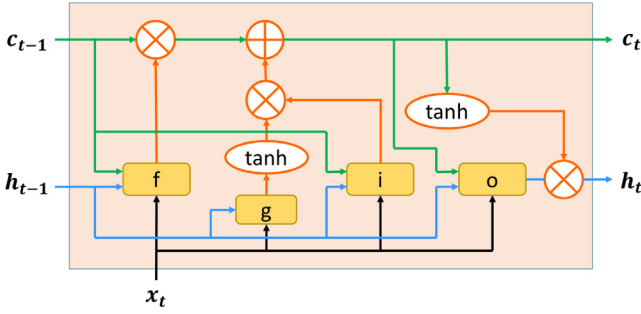 c_{t-1} c_t
tanh
tanh
h_{t-1} f i o h_t
g
x_t